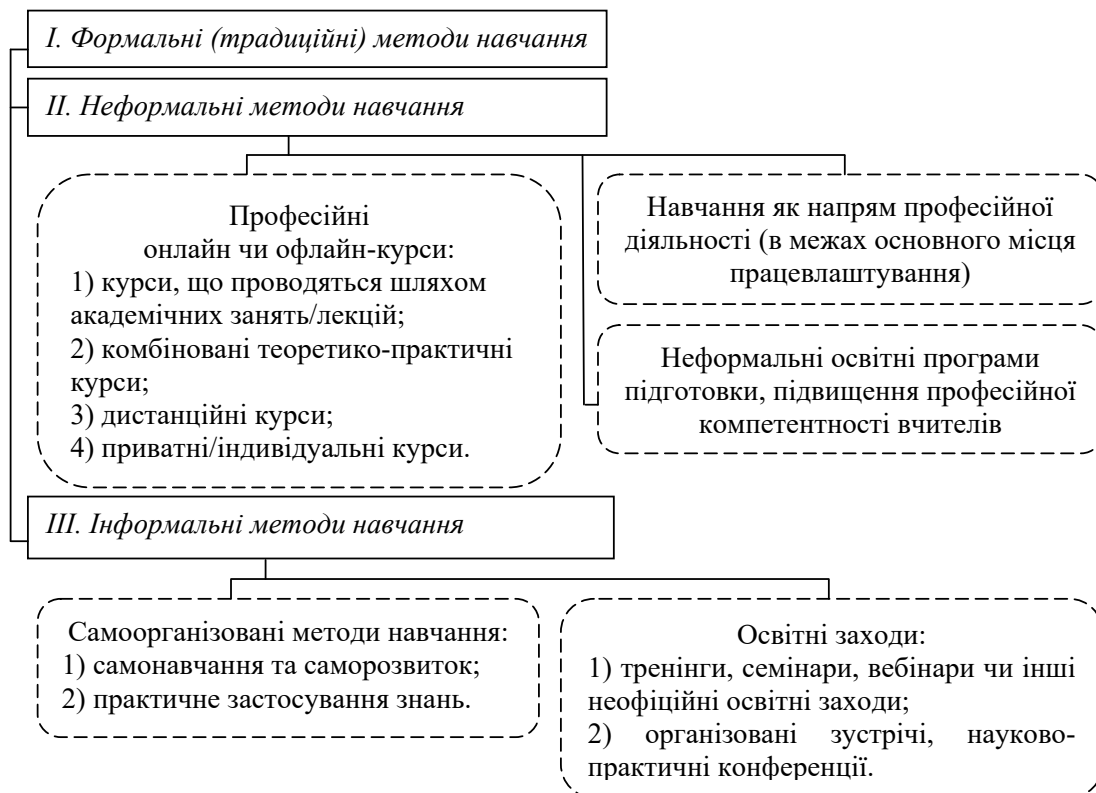 І. Формальні (традиційні) методи навчання
ІІ. Неформальні методи навчання
Професійні
онлайн чи офлайн-курси:
1) курси, що проводяться шляхом
академічних занять/лекцій;
2) комбіновані теоретико-практичні
курси;
3) дистанційні курси;
4) приватні/індивідуальні курси.
Навчання як напрям професійної
діяльності (в межах основного місця
працевлаштування)
Неформальні освітні програми
підготовки, підвищення професійної
компетентності вчителів
ІІІ. Інформальні методи навчання
Самоорганізовані методи навчання:
1) самонавчання та саморозвиток;
2) практичне застосування знань.
Освітні заходи:
1) тренінги, семінари, вебінари чи інші
неофіційні освітні заходи;
2) організовані зустрічі, науково-
практичні конференції.